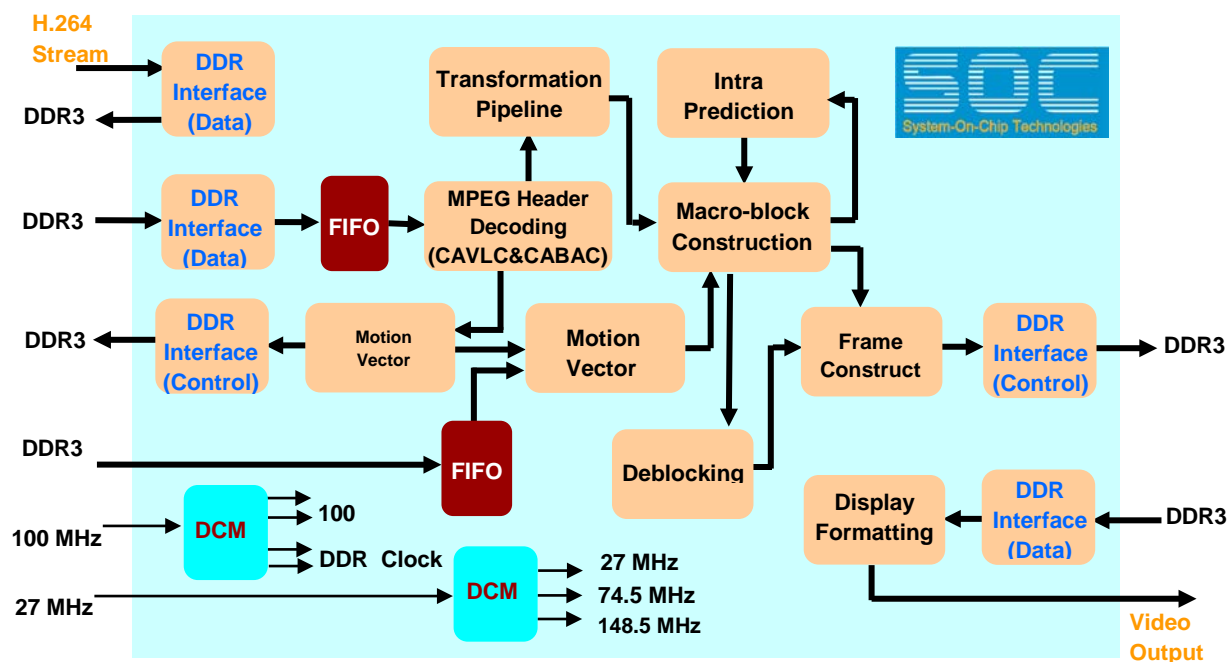 H.264
Stream
DDR
Interface
(Data)
DDR3
Transformation
Pipeline
Intra
Prediction
SOC
System-On-Chip Technologies
DDR3
DDR
Interface
(Data)
FIFO
MPEG Header
Decoding
(CAVLC&CABAC)
Macro-block
Construction
DDR3
DDR
Interface
(Control)
Motion
Vector
Motion
Vector
Frame
Construct
DDR
Interface
(Control)
DDR3
DDR3
FIFO
Deblocking
Display
Formatting
DDR
Interface
(Data)
DDR3
100 MHz
DCM
100
DDR Clock
27 MHz
DCM
27 MHz
74.5 MHz
148.5 MHz
Video
Output